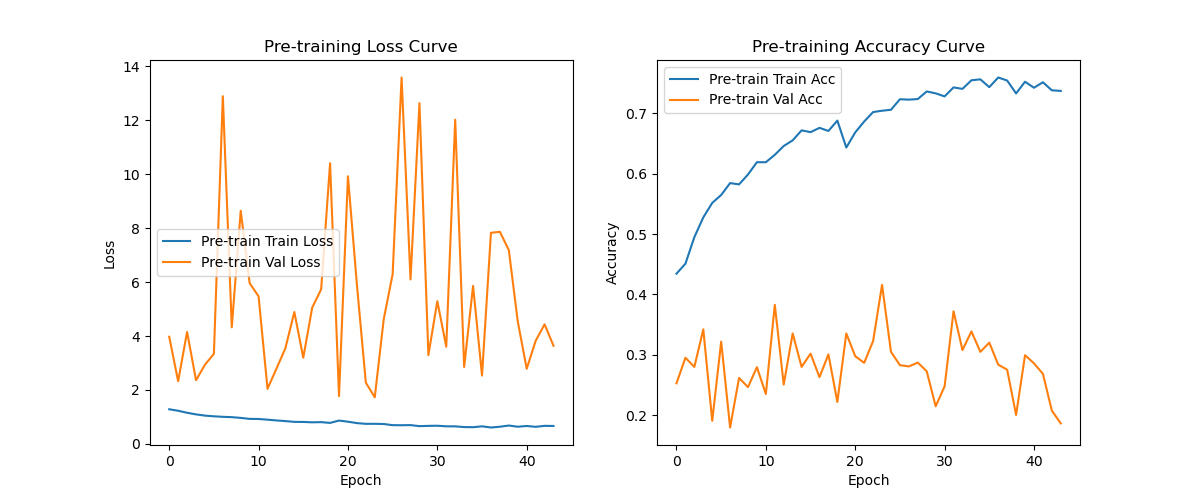 Pre-training Loss Curve
14
12
10
8
6
4
2
0
Loss
Pre-train Train Loss
Pre-train Val Loss
0 10 20 30 40
Epoch
Pre-training Accuracy Curve
0.7
0.6
0.5
0.4
0.3
0.2
Accuracy
Pre-train Train Acc
Pre-train Val Acc
0 10 20 30 40
Epoch